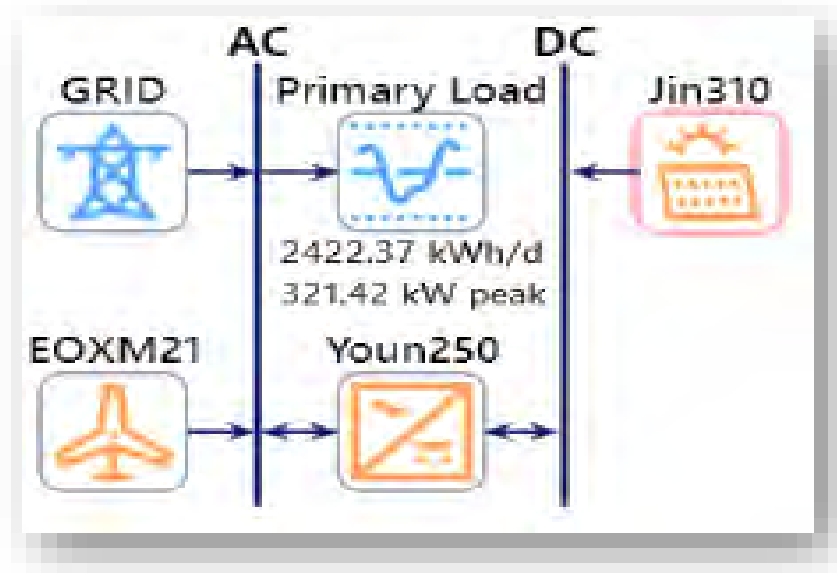 AC DC
GRID Primary Load Jin310
2422.37 kWh/d
321.42 kW peak
EOXM21 Youn250